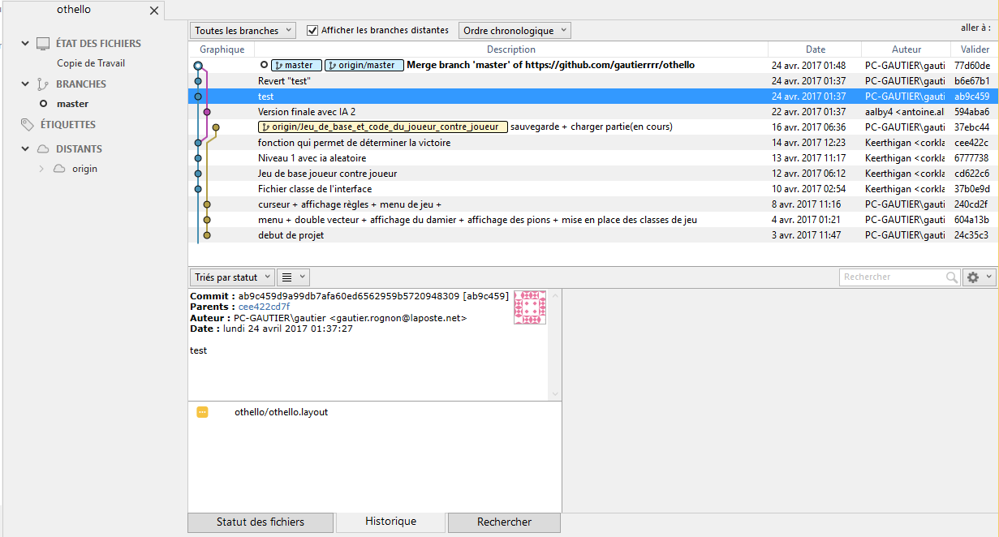 othello
ÉTAT DES FICHIERS
Copie de Travail
BRANCHES
master
ÉTIQUETTES
DISTANTS
origin
Toutes les branches Afficher les branches distantes Ordre chronologique aller à :
Graphique Description Date Auteur Valider
master origin/master Merge branch 'master' of https://github.com/gautierrrr/othello 24 avr. 2017 01:48 PC-GAUTIER\gauti 77d60de
Revert "test" 24 avr. 2017 01:37 PC-GAUTIER\gauti b6e67b1
test 24 avr. 2017 01:37 PC-GAUTIER\gauti ab9c459
Version finale avec IA 2 22 avr. 2017 01:37 aalby4 <antoine.al 594aba6
origin/Jeu_de_base_et_code_du_joueur_contre_joueur sauvegarde + charger partie(en cours) 16 avr. 2017 06:36 PC-GAUTIER\gauti 37ebc44
fonction qui permet de déterminer la victoire 14 avr. 2017 12:23 Keerthigan <corkla cee422c
Niveau 1 avec ia aleatoire 13 avr. 2017 11:17 Keerthigan <corkla 6777738
Jeu de base joueur contre joueur 12 avr. 2017 06:12 Keerthigan <corkla cd622c6
Fichier classe de l'interface 10 avr. 2017 02:54 Keerthigan <corkla 37b0e9d
curseur + affichage règles + menu de jeu + 8 avr. 2017 11:16 PC-GAUTIER\gauti 240cd2f
menu + double vecteur + affichage du damier + affichage des pions + mise en place des classes de jeu 4 avr. 2017 01:21 PC-GAUTIER\gauti 604a13b
debut de projet 3 avr. 2017 11:47 PC-GAUTIER\gauti 24c35c3
Triés par statut Rechercher
Commit : ab9c459d9a99db7afa60ed6562959b5720948309 [ab9c459]
Parents : cee422cd7f
Auteur : PC-GAUTIER\gautier <gautier.rognon@laposte.net>
Date : lundi 24 avril 2017 01:37:27
test
othello/othello.layout
Statut des fichiers Historique Rechercher